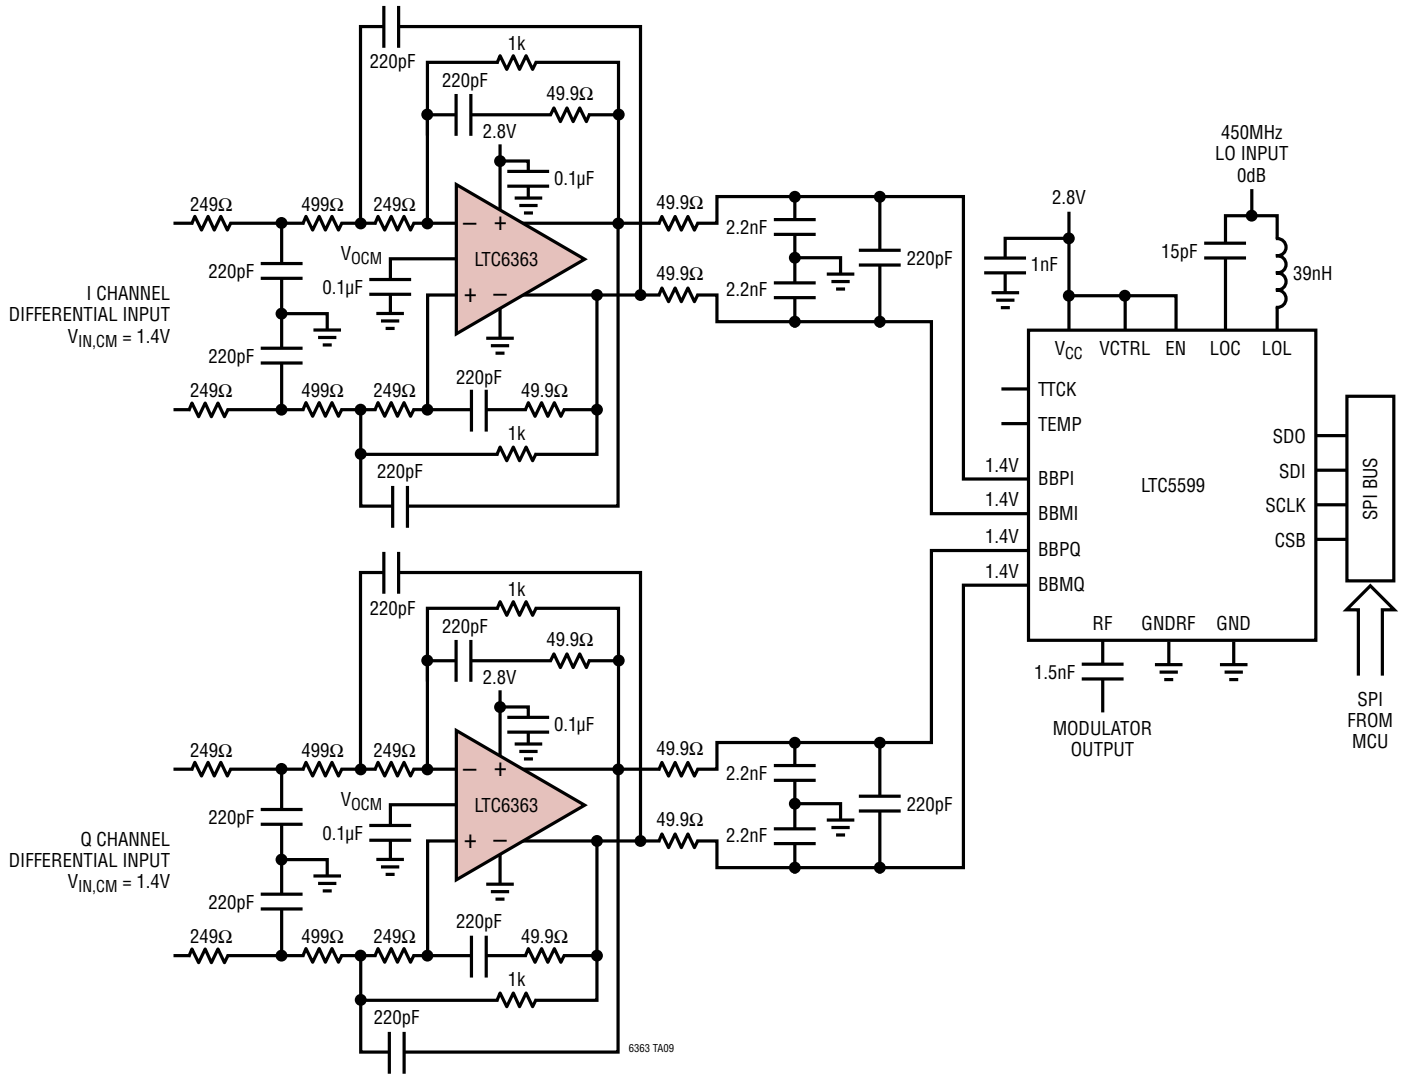 220pF
1k
220pF
49.9Ω
2.8V
0.1µF
249Ω
499Ω
249Ω
− +
LTC6363
+ −
VOCM
0.1µF
220pF
I CHANNEL
DIFFERENTIAL INPUT
VIN,CM = 1.4V
220pF
249Ω
499Ω
249Ω
220pF
49.9Ω
1k
220pF
49.9Ω
49.9Ω
2.2nF
2.2nF
220pF
220pF
1k
220pF
49.9Ω
2.8V
0.1µF
249Ω
499Ω
249Ω
− +
LTC6363
+ −
VOCM
0.1µF
220pF
Q CHANNEL
DIFFERENTIAL INPUT
VIN,CM = 1.4V
220pF
249Ω
499Ω
249Ω
220pF
49.9Ω
1k
220pF
49.9Ω
49.9Ω
2.2nF
2.2nF
220pF
6363 TA09
450MHz
LO INPUT
0dB
2.8V
1nF
15pF
39nH
VCC
VCTRL
EN
LOC
LOL
TTCK
TEMP
1.4V
BBPI
1.4V
BBMI
1.4V
BBPQ
1.4V
BBMQ
LTC5599
SDO
SDI
SCLK
CSB
SPI BUS
RF
GNDRF
GND
1.5nF
MODULATOR
OUTPUT
SPI
FROM
MCU